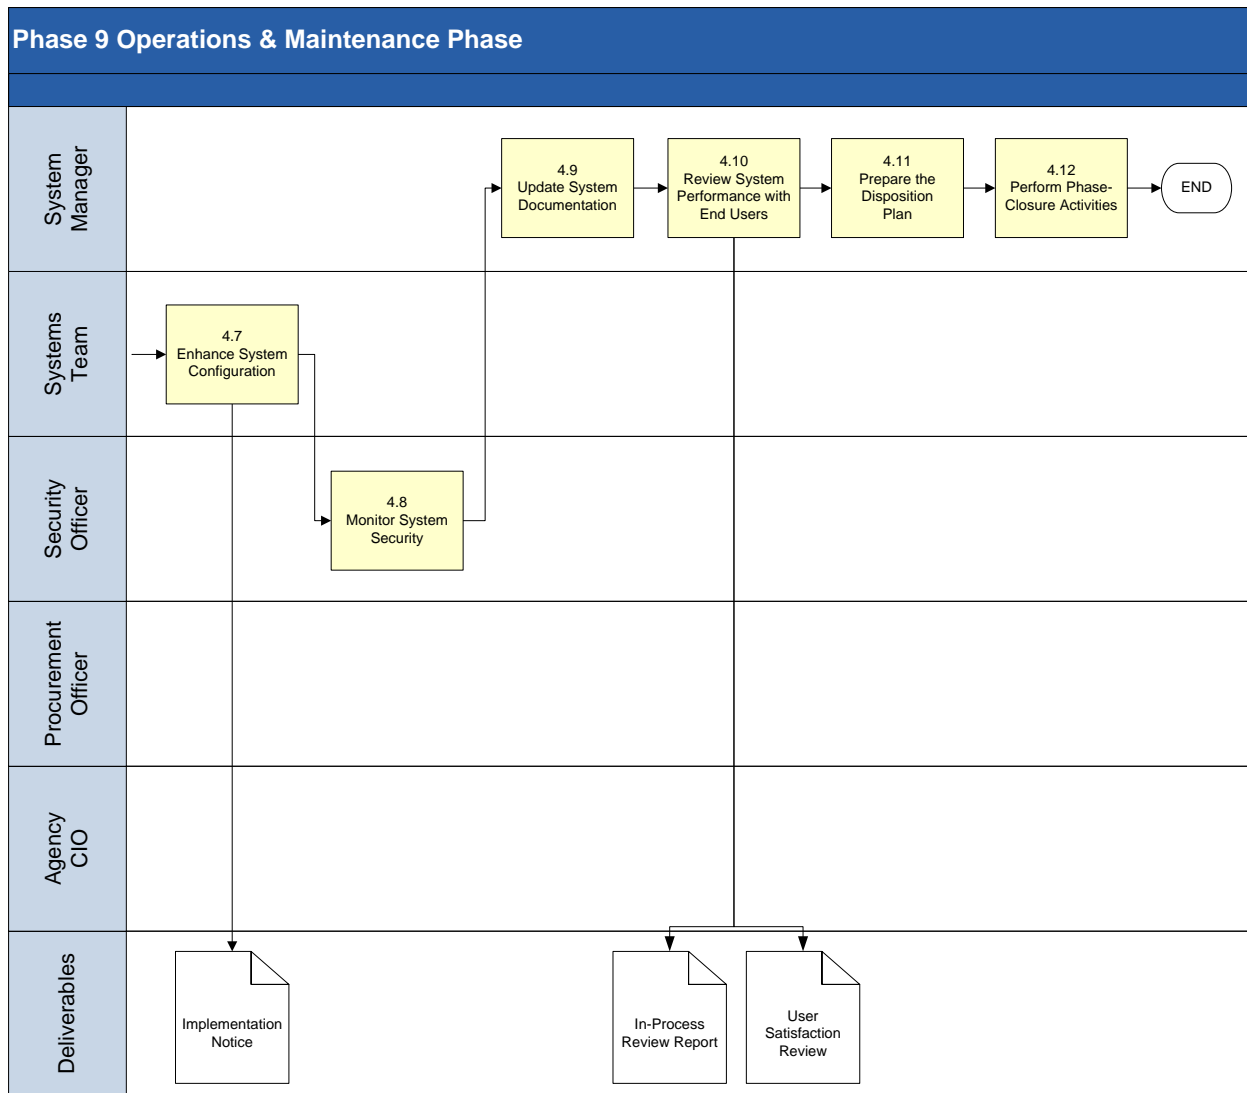 Phase 9 Operations & Maintenance Phase
System
Manager
4.9
Update System
Documentation
4.10
Review System
Performance with
End Users
4.11
Prepare the
Disposition
Plan
4.12
Perform Phase-
Closure Activities
END
Systems
Team
4.7
Enhance System
Configuration
Security
Officer
4.8
Monitor System
Security
Procurement
Officer
Agency
CIO
Deliverables
Implementation
Notice
In-Process
Review Report
User
Satisfaction
Review